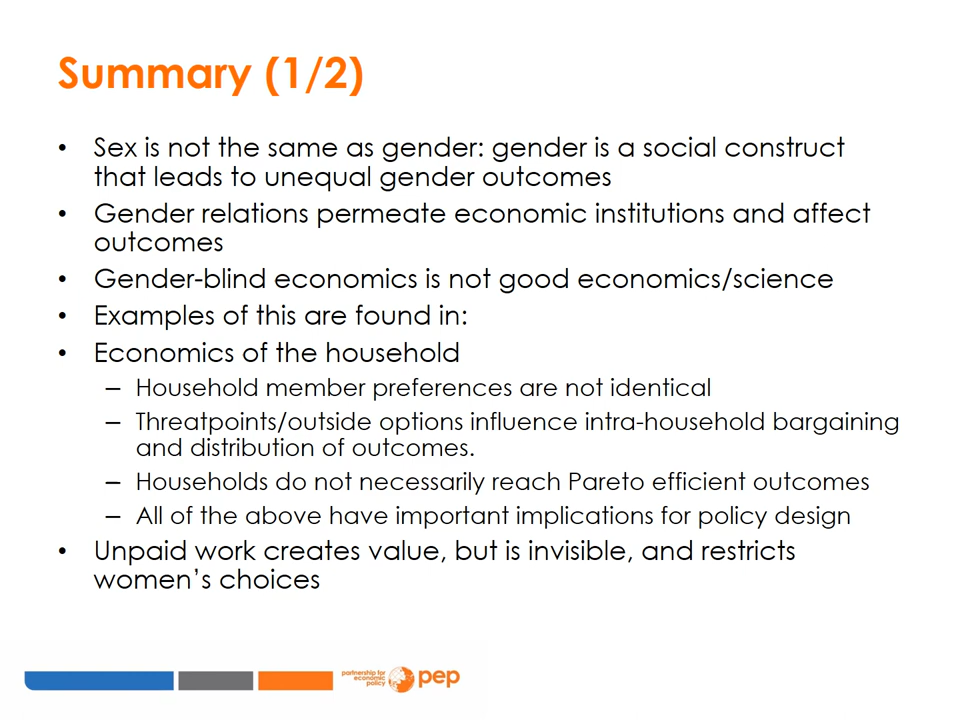 Summary (1/2)
• Sex is not the same as gender: gender is a social construct
that leads to unequal gender outcomes
• Gender relations permeate economic institutions and affect
outcomes
• Gender-blind economics is not good economics/science
• Examples of this are found in:
• Economics of the household
– Household member preferences are not identical
– Threatpoints/outside options influence intra-household bargaining
and distribution of outcomes.
– Households do not necessarily reach Pareto efficient outcomes
– All of the above have important implications for policy design
• Unpaid work creates value, but is invisible, and restricts
women’s choices
partnership for
economic
policy
pep